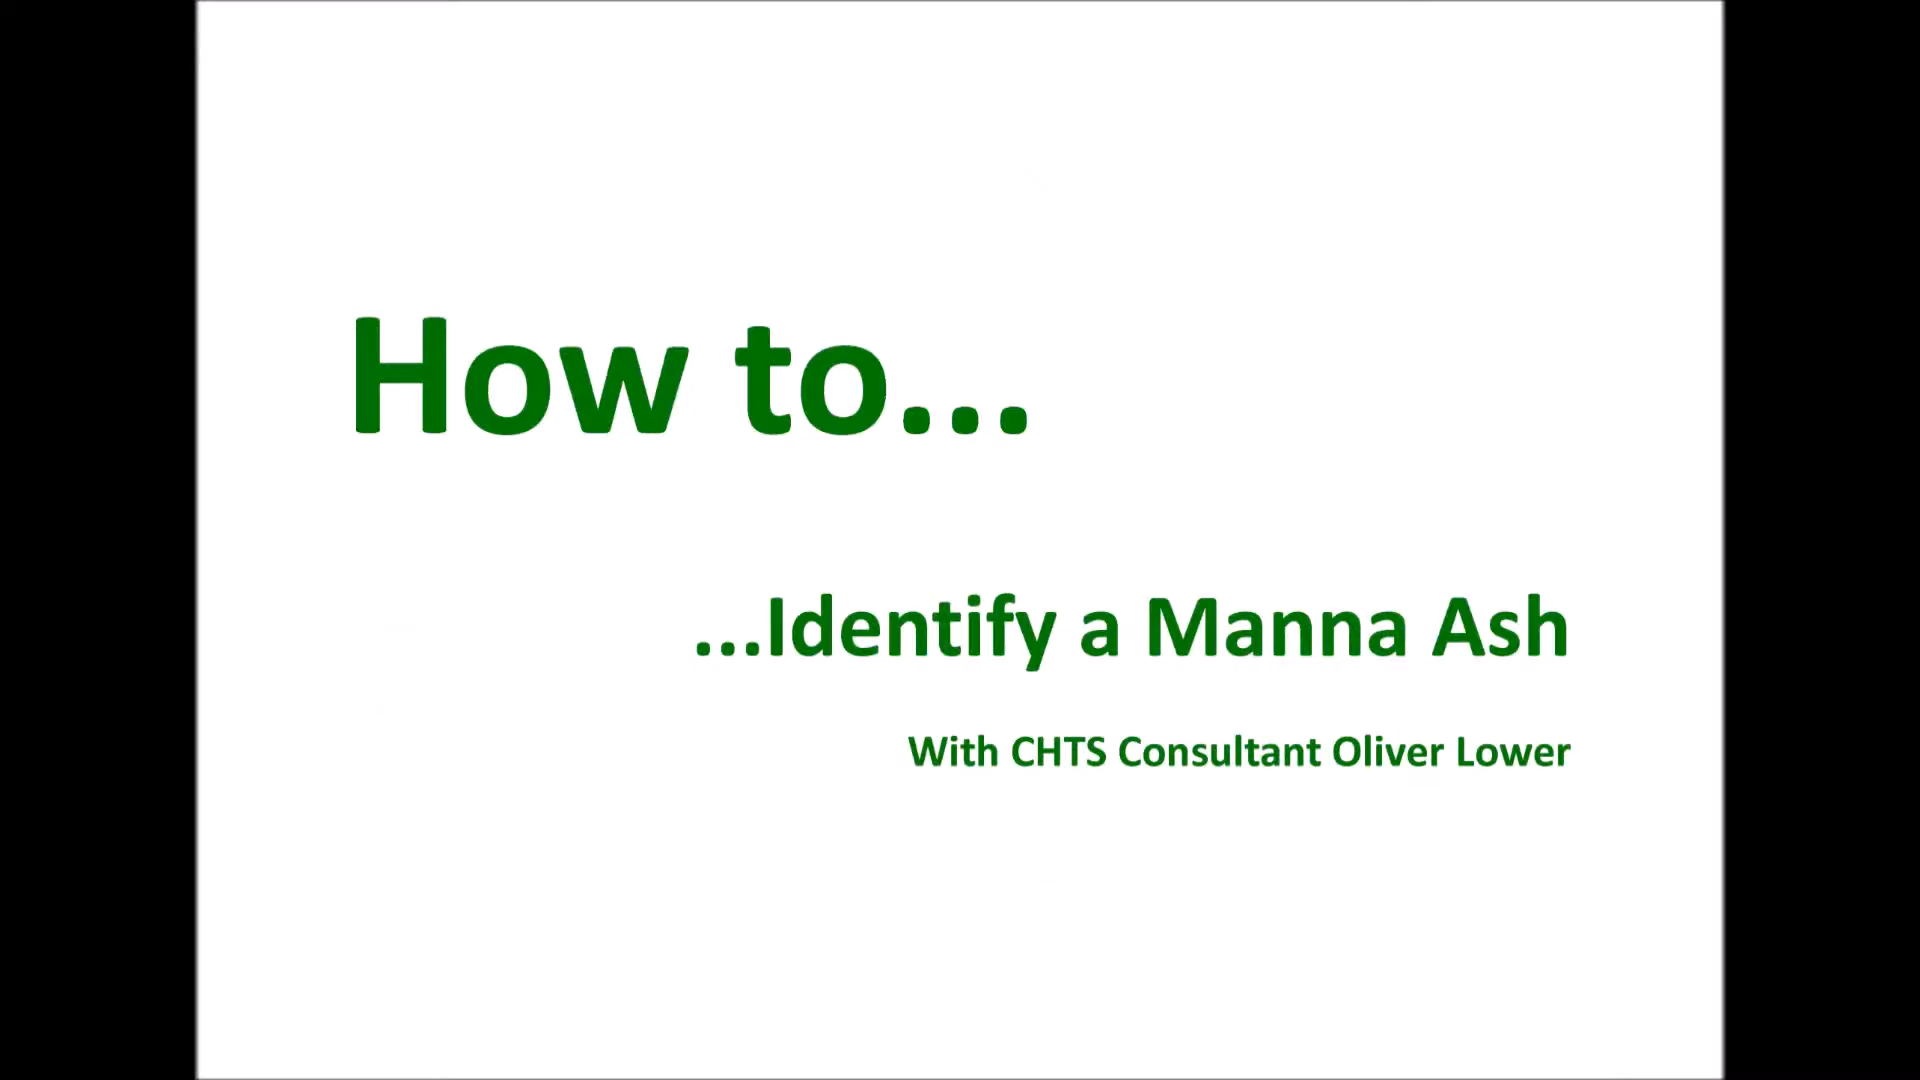 How to...
...Identify a Manna Ash
With CHTS Consultant Oliver Lower